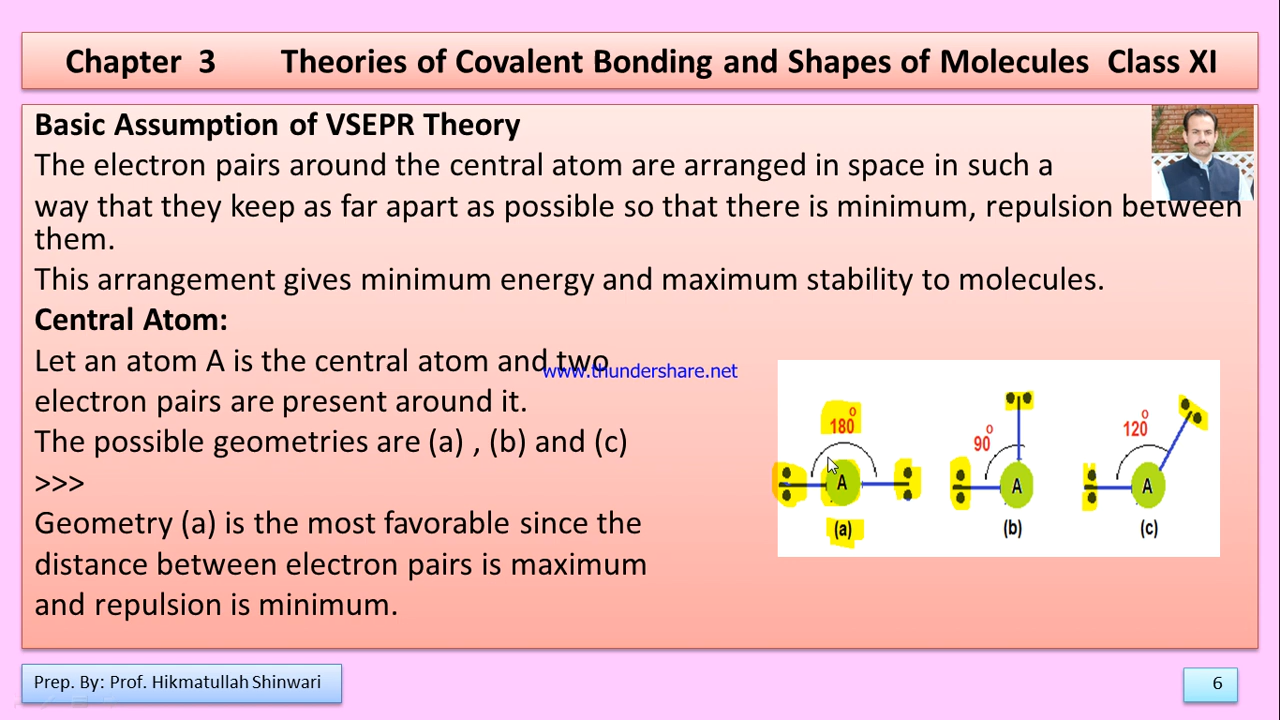 Chapter 3 Theories of Covalent Bonding and Shapes of Molecules Class XI
Basic Assumption of VSEPR Theory
The electron pairs around the central atom are arranged in space in such a
way that they keep as far apart as possible so that there is minimum, repulsion between
them.
This arrangement gives minimum energy and maximum stability to molecules.
Central Atom:
Let an atom A is the central atom and two
www.thundershare.net
electron pairs are present around it.
The possible geometries are (a) , (b) and (c)
>>>
Geometry (a) is the most favorable since the
distance between electron pairs is maximum
and repulsion is minimum.
180°
A
(a)
90°
A
(b)
120°
A
(c)
Prep. By: Prof. Hikmatullah Shinwari
6